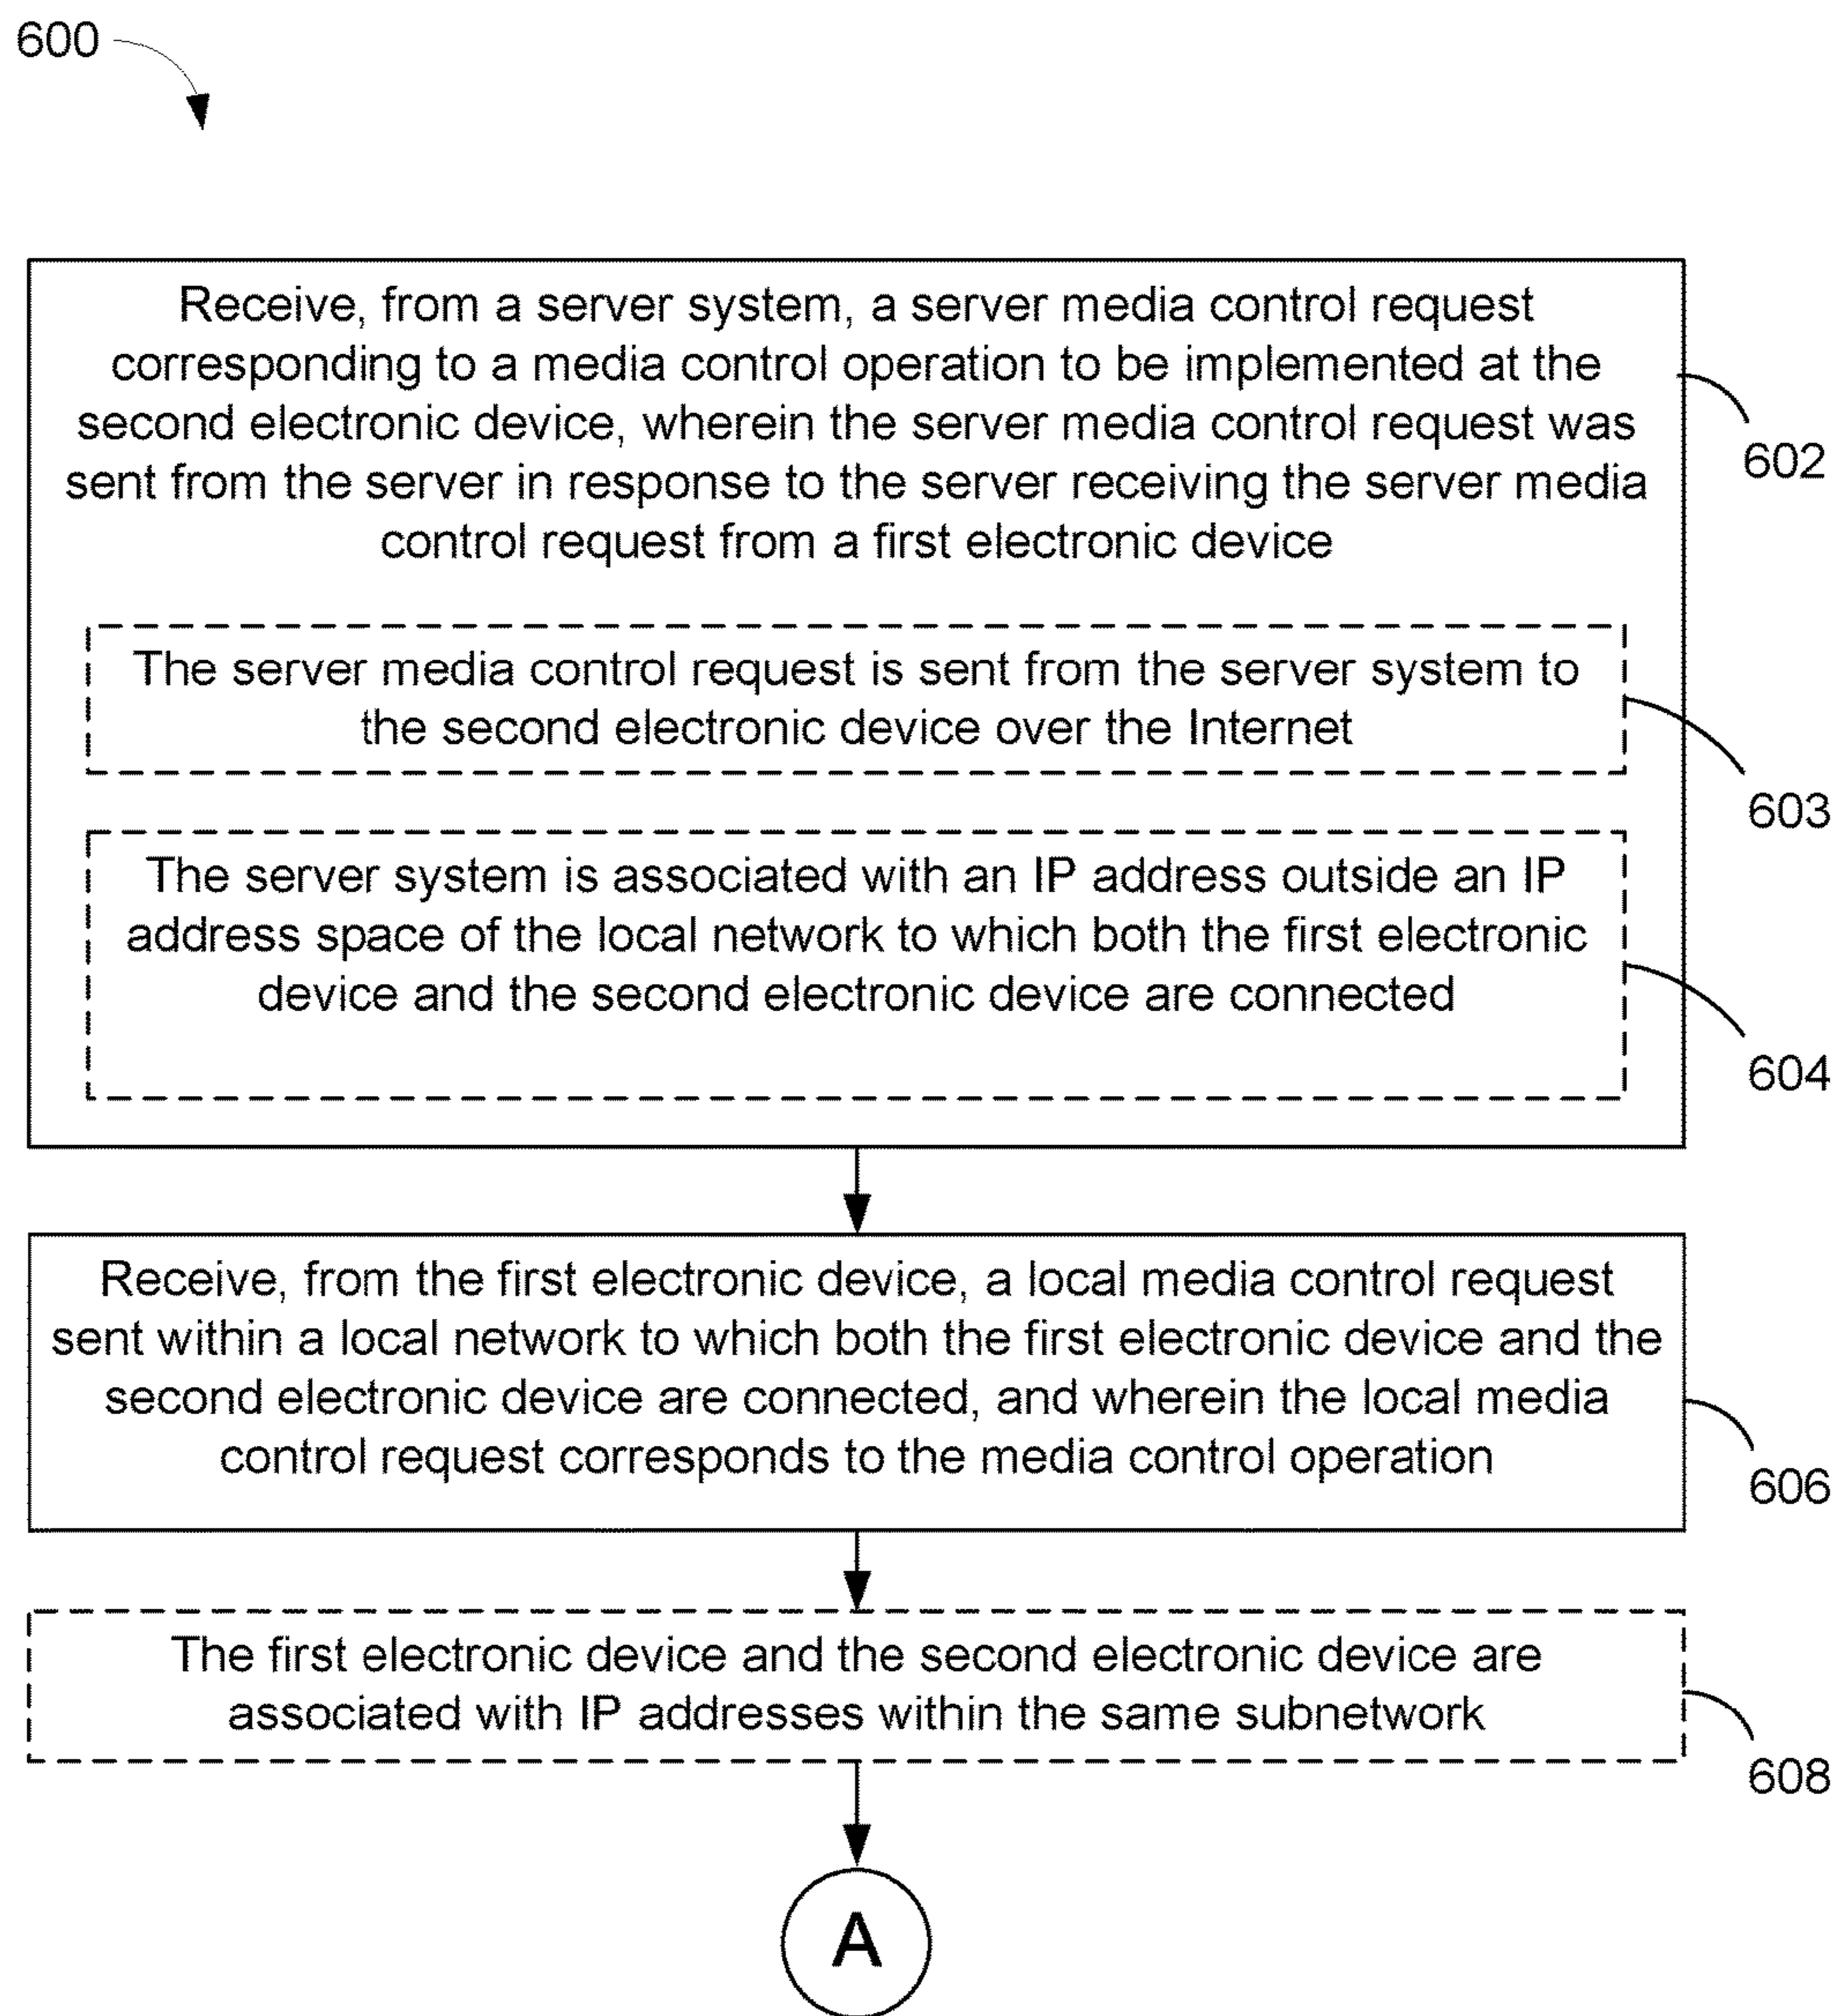 600
Receive, from a server system, a server media control request
corresponding to a media control operation to be implemented at the
second electronic device, wherein the server media control request was
sent from the server in response to the server receiving the server media
control request from a first electronic device
602
The server media control request is sent from the server system to
the second electronic device over the Internet
603
The server system is associated with an IP address outside an IP
address space of the local network to which both the first electronic
device and the second electronic device are connected
604
Receive, from the first electronic device, a local media control request
sent within a local network to which both the first electronic device and the
second electronic device are connected, and wherein the local media
control request corresponds to the media control operation
606
The first electronic device and the second electronic device are
associated with IP addresses within the same subnetwork
608
A